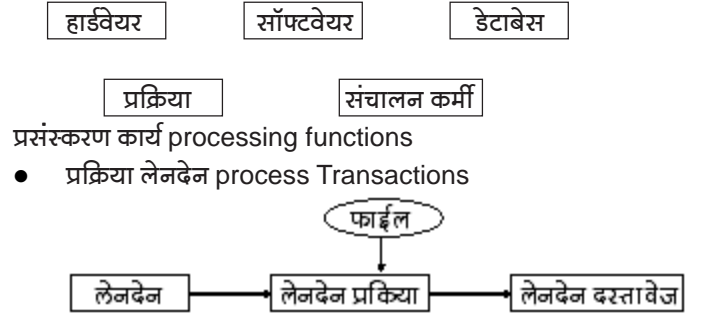 हार्डवेयर सॉफ्टवेयर डेटाबेस
प्रक्रिया संचालन कर्मी
प्रसंस्करण कार्य processing functions
● प्रक्रिया लेनदेन process Transactions
फाईल
लेनदेन लेनदेन प्रकिया लेनदेन दस्तावेज